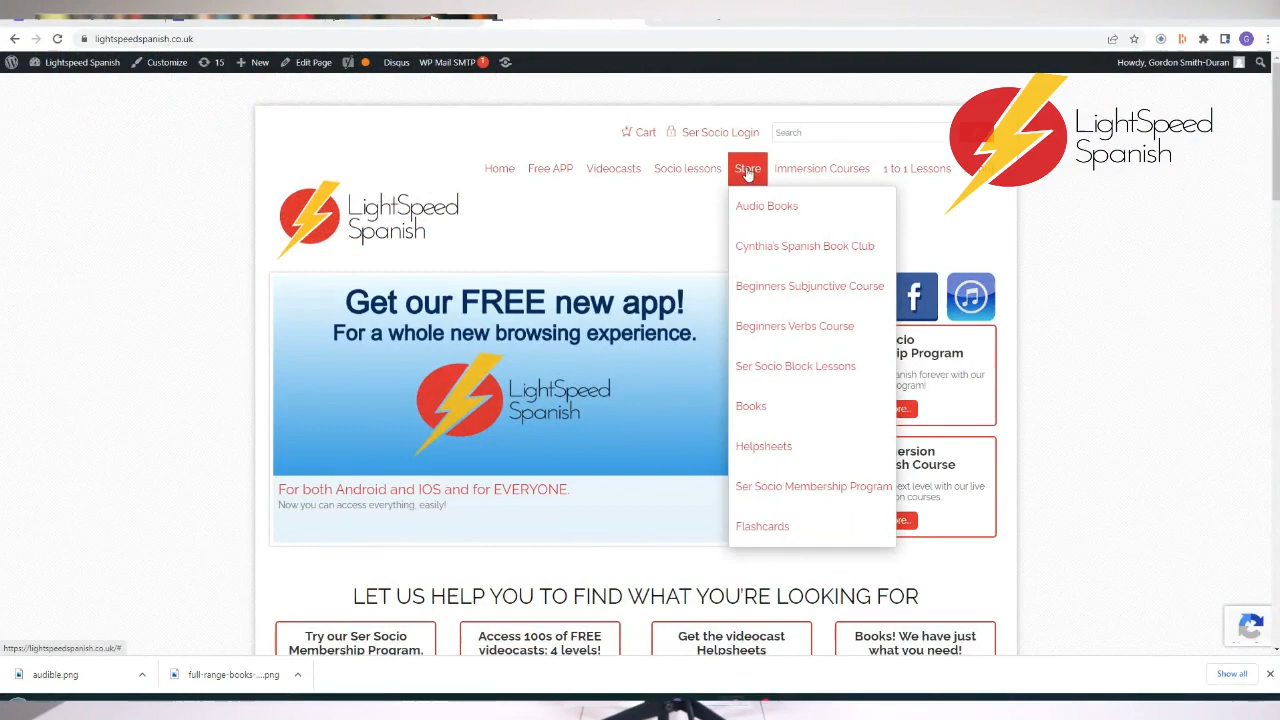 lightspeedspanish.co.uk
Lightspeed Spanish Customize 15 New Edit Page Disqus WP Mail SMTP 1 Howdy, Gordon Smith-Duran
Cart Ser Socio Login Search
LightSpeed
Spanish
Home Free APP Videocasts Socio lessons Store Immersion Courses 1 to 1 Lessons
LightSpeed
Spanish
Audio Books
Cynthia's Spanish Book Club
Beginners Subjunctive Course
Beginners Verbs Course
Ser Socio Block Lessons
Books
Helpsheets
Ser Socio Membership Program
Flashcards
Get our FREE new app!
For a whole new browsing experience.
LightSpeed
Spanish
For both Android and IOS and for EVERYONE.
Now you can access everything, easily!
LET US HELP YOU TO FIND WHAT YOU'RE LOOKING FOR
Try our Ser Socio
Membership Program.
Access 100s of FREE
videocasts: 4 levels!
Get the videocast
Helpsheets
Books! We have just
what you need!
https://lightspeedspanish.co.uk/#
audible.png full-range-books-....png Show all